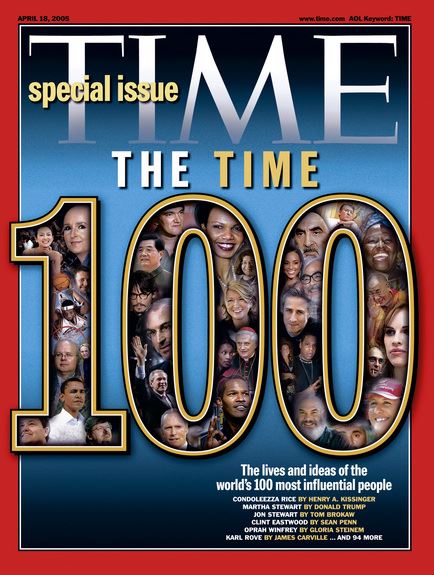 APRIL 18, 2005 www.time.com AOL Keyword: TIME
TIME
special issue
THE TIME
100
The lives and ideas of the
world's 100 most influential people
CONDOLEEZZA RICE BY HENRY A. KISSINGER
MARTHA STEWART BY DONALD TRUMP
JON STEWART BY TOM BROKAW
CLINT EASTWOOD BY SEAN PENN
OPRAH WINFREY BY GLORIA STEINEM
KARL ROVE BY JAMES CARVILLE ... AND 94 MORE